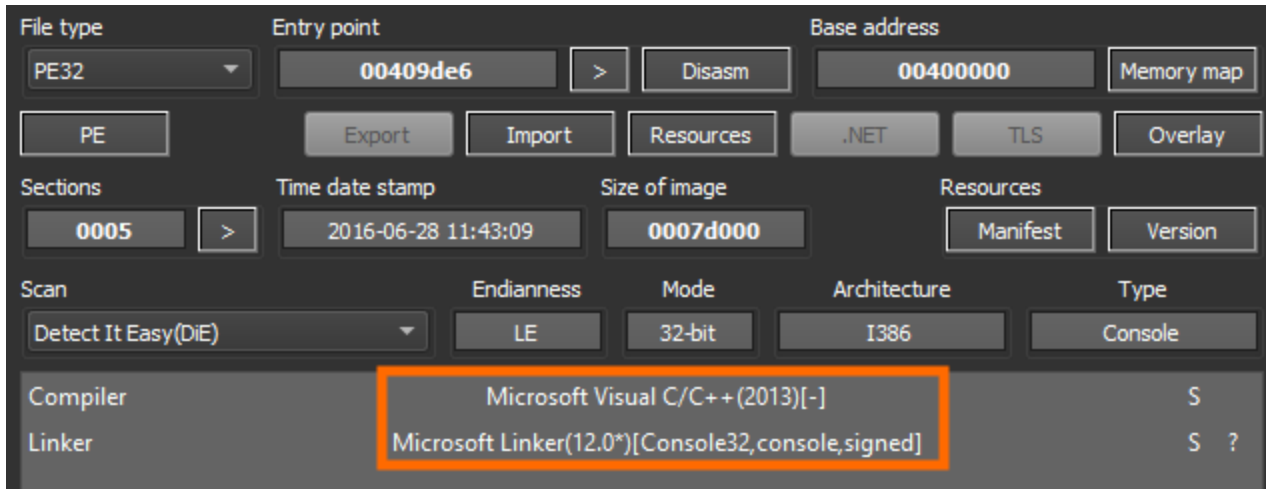 File type Entry point Base address
PE32 00409de6 > Disasm 00400000 Memory map
PE Export Import Resources .NET TLS Overlay
Sections Time date stamp Size of image Resources
0005 > 2016-06-28 11:43:09 0007d000 Manifest Version
Scan Endianness Mode Architecture Type
Detect It Easy(DiE) LE 32-bit I386 Console
Compiler Microsoft Visual C/C++(2013)[-] S
Linker Microsoft Linker(12.0*)[Console32,console,signed] S ?